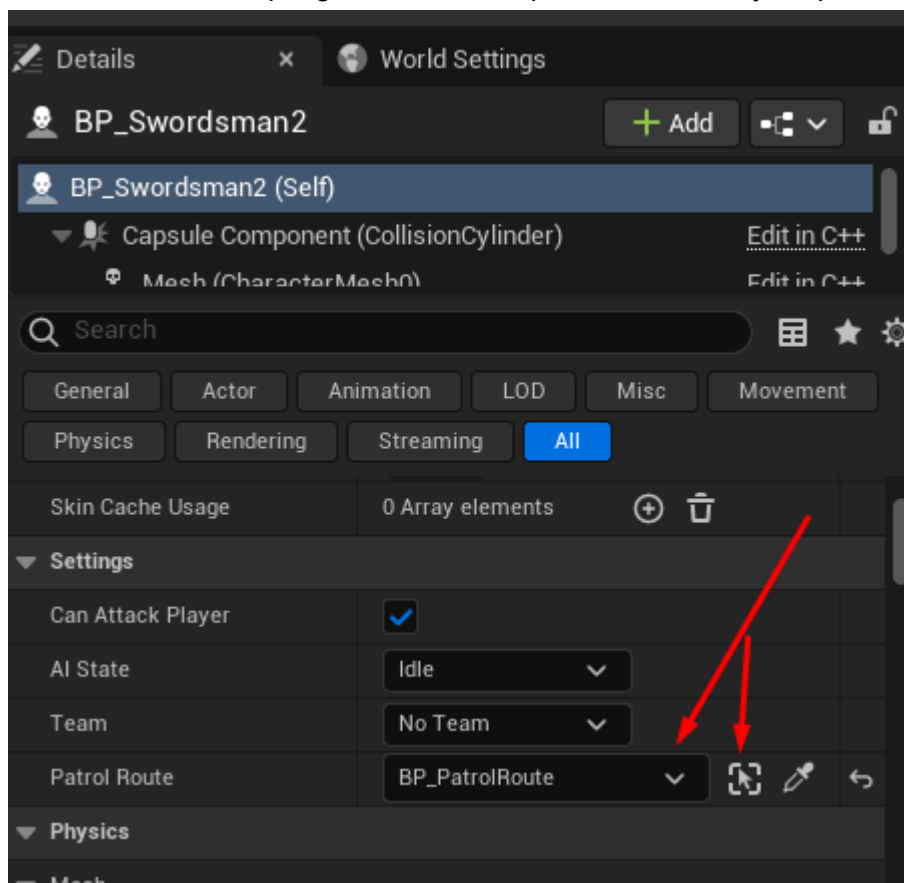 Details
World Settings
BP_Swordsman2
Add
BP_Swordsman2 (Self)
Capsule Component (CollisionCylinder) Edit in C++
Mesh (CharacterMesh0) Edit in C++
Search
General Actor Animation LOD Misc Movement
Physics Rendering Streaming All
Skin Cache Usage 0 Array elements
Settings
Can Attack Player
AI State Idle
Team No Team
Patrol Route BP_PatrolRoute
Physics
Mesh